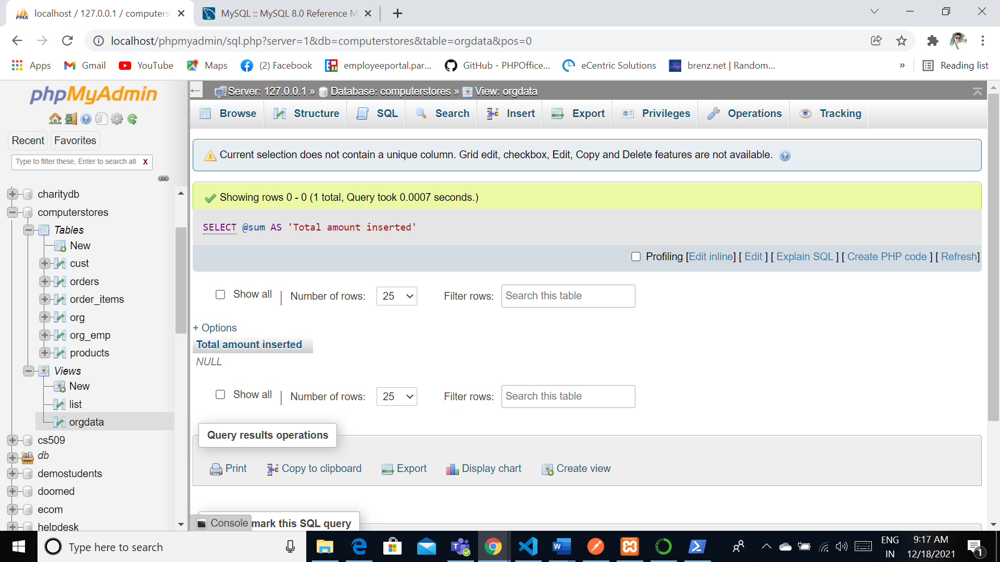 localhost / 127.0.0.1 / computers
MySQL :: MySQL 8.0 Reference M
localhost/phpmyadmin/sql.php?server=1&db=computerstores&table=orgdata&pos=0
Apps
Gmail
YouTube
Maps
(2) Facebook
employeeportal.par...
GitHub - PHPOffice...
eCentric Solutions
brenz.net | Random...
»
Reading list
phpMyAdmin
Recent
Favorites
Type to filter these, Enter to search all
X
charitydb
computerstores
Tables
New
cust
orders
order_items
org
org_emp
products
Views
New
list
orgdata
cs509
db
demostudents
doomed
ecom
helpdesk
Server: 127.0.0.1 » Database: computerstores » View: orgdata
Browse
Structure
SQL
Search
Insert
Export
Privileges
Operations
Tracking
Current selection does not contain a unique column. Grid edit, checkbox, Edit, Copy and Delete features are not available.
Showing rows 0 - 0 (1 total, Query took 0.0007 seconds.)
SELECT @sum AS 'Total amount inserted'
Profiling [Edit inline] [ Edit ] [ Explain SQL ] [ Create PHP code ] [ Refresh]
Show all | Number of rows: 25 Filter rows: Search this table
+ Options
Total amount inserted
NULL
Show all | Number of rows: 25 Filter rows: Search this table
Query results operations
Print
Copy to clipboard
Export
Display chart
Create view
Console
mark this SQL query
Type here to search
ENG
IN
9:17 AM
12/18/2021
1